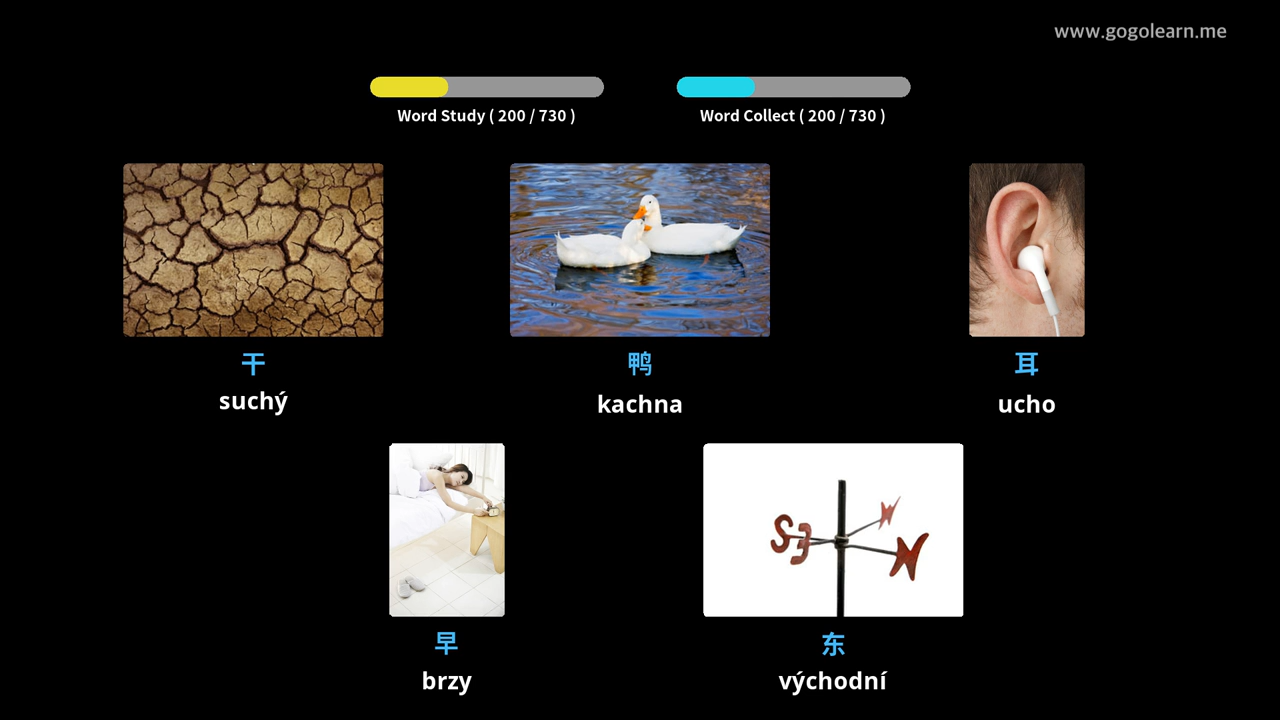 www.gogolearn.me
Word Study ( 200 / 730 )
Word Collect ( 200 / 730 )
干
suchý
鸭
kachna
耳
ucho
早
brzy
S E N W
东
východní